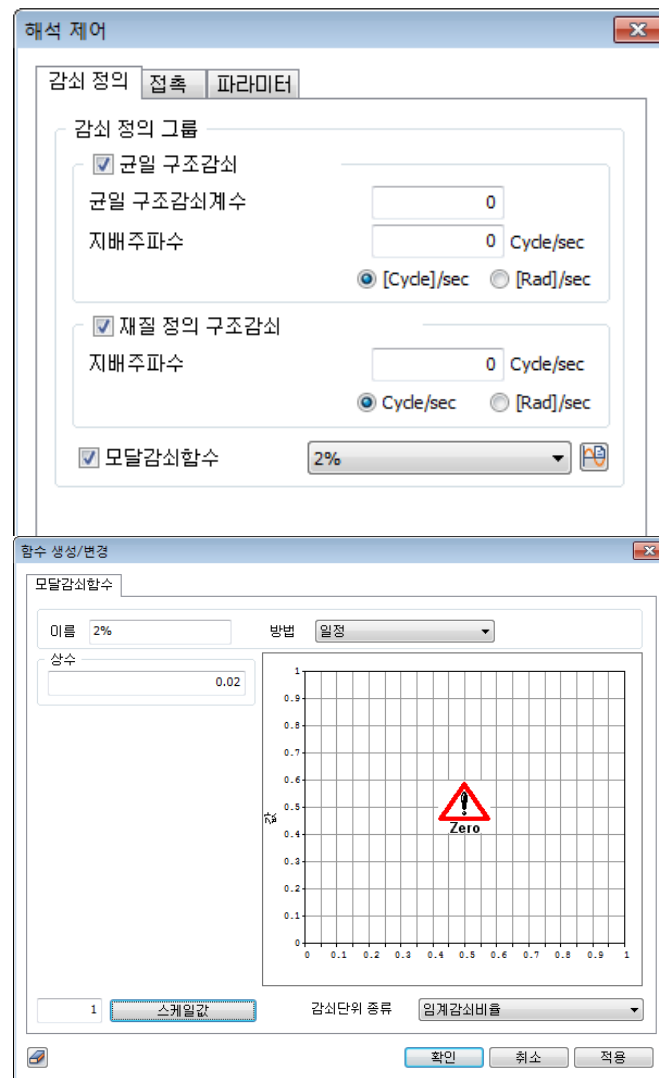 해석 제어
감쇠 정의 접촉 파라미터
감쇠 정의 그룹
균일 구조감쇠
균일 구조감쇠계수 0
지배주파수 0 Cycle/sec
[Cycle]/sec [Rad]/sec
재질 정의 구조감쇠
지배주파수 0 Cycle/sec
Cycle/sec [Rad]/sec
모달감쇠함수 2%
함수 생성/변경
모달감쇠함수
이름 2% 방법 일정
상수
0.02
1
0.9
0.8
0.7
0.6
0.5
0.4
0.3
0.2
0.1
0
값
Zero
0 0.1 0.2 0.3 0.4 0.5 0.6 0.7 0.8 0.9 1
1 스케일값 감쇠단위 종류 임계감쇠비율
확인 취소 적용